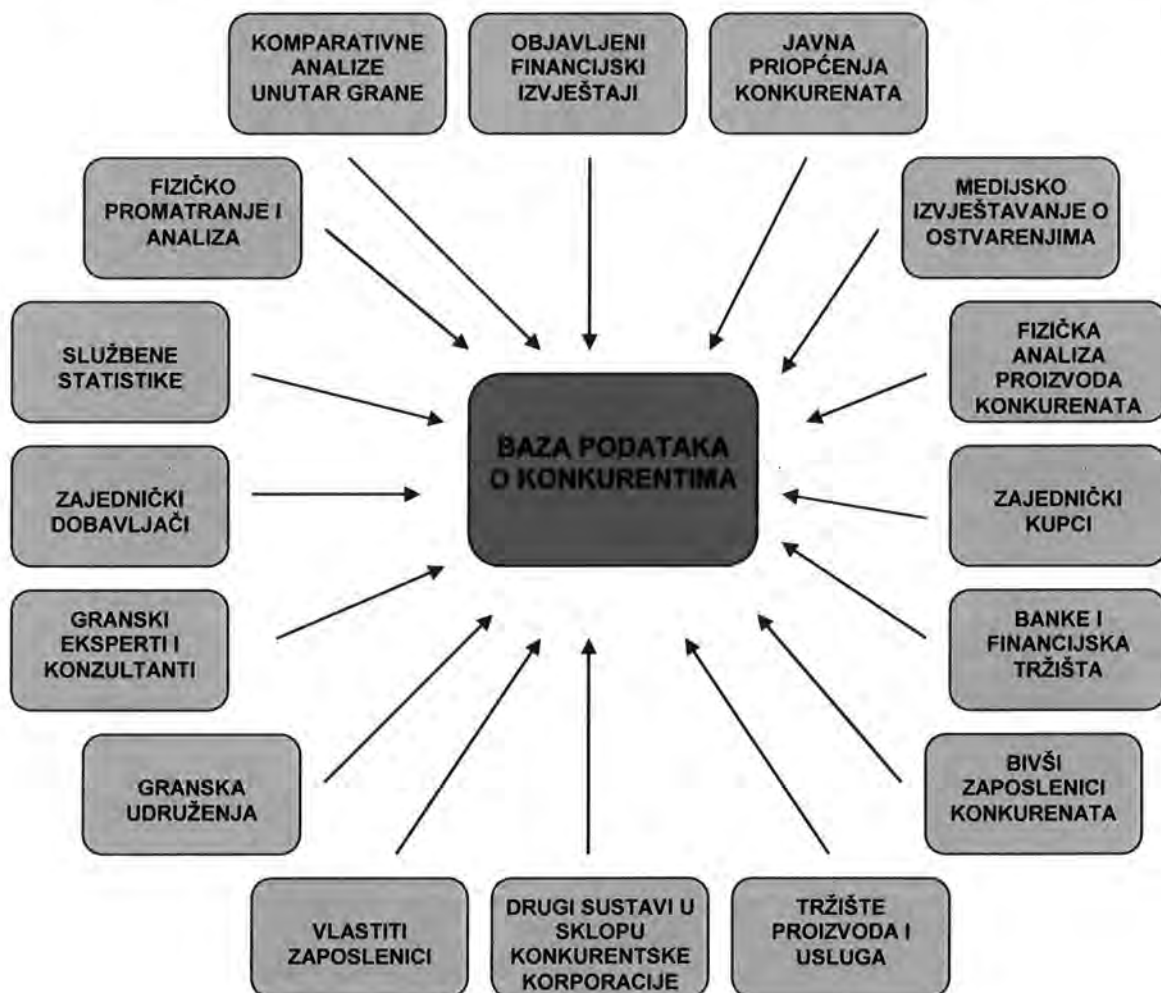 KOMPARATIVNE
ANALIZE
UNUTAR GRANE
OBJAVLJENI
FINANCIJSKI
IZVJEŠTAJI
JAVNA
PRIOPĆENJA
KONKURENATA
FIZIČKO
PROMATRANJE I
ANALIZA
MEDIJSKO
IZVJEŠTAVANJE O
OSTVARENJIMA
SLUŽBENE
STATISTIKE
FIZIČKA
ANALIZA
PROIZVODA
KONKURENATA
BAZA PODATAKA
O KONKURENTIMA
ZAJEDNIČKI
DOBAVLJAČI
ZAJEDNIČKI
KUPCI
GRANSKI
EKSPERTI I
KONZULTANTI
BANKE I
FINANCIJSKA
TRŽIŠTA
GRANSKA
UDRUŽENJA
BIVŠI
ZAPOSLENICI
KONKURENATA
VLASTITI
ZAPOSLENICI
DRUGI SUSTAVI U
SKLOPU
KONKURENTSKE
KORPORACIJE
TRŽIŠTE
PROIZVODA I
USLUGA